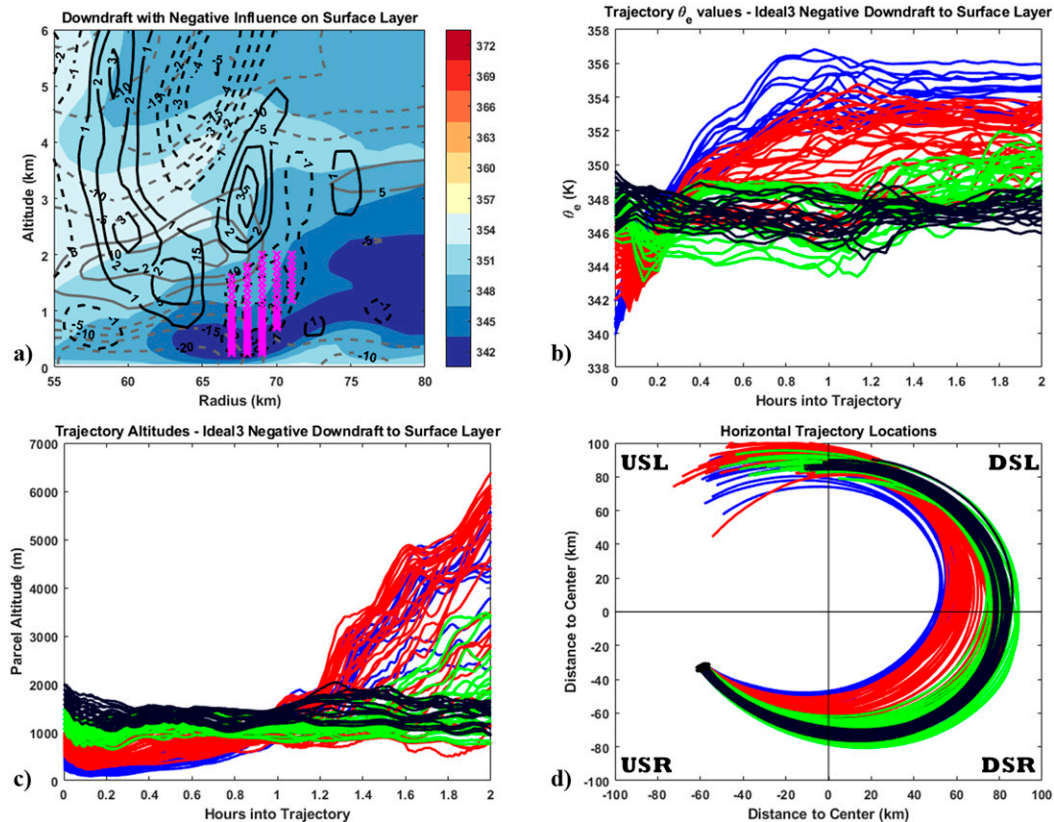 Downdraft with Negative Influence on Surface Layer
Altitude (km)
6
5
4
3
2
1
0
55 60 65 70 75 80
Radius (km)
372
369
366
363
360
357
354
351
348
345
342
a)
Trajectory θe values - Ideal3 Negative Downdraft to Surface Layer
θe (K)
358
356
354
352
350
348
346
344
342
340
338
0 0.2 0.4 0.6 0.8 1 1.2 1.4 1.6 1.8 2
Hours into Trajectory
b)
Trajectory Altitudes - Ideal3 Negative Downdraft to Surface Layer
Parcel Altitude (m)
7000
6000
5000
4000
3000
2000
1000
0
0 0.2 0.4 0.6 0.8 1 1.2 1.4 1.6 1.8 2
Hours into Trajectory
c)
Horizontal Trajectory Locations
USL DSL
USR DSR
Distance to Center (km)
100
80
60
40
20
0
-20
-40
-60
-80
-100
-100 -80 -60 -40 -20 0 20 40 60 80 100
Distance to Center (km)
d)